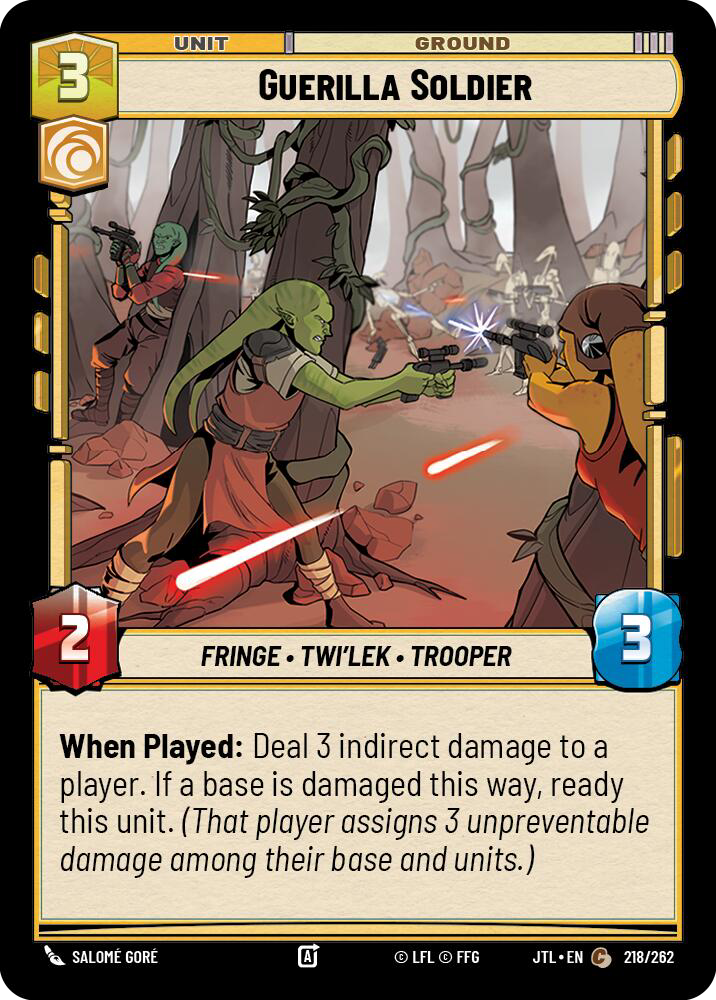 UNIT GROUND
3 GUERILLA SOLDIER
2 FRINGE • TWI'LEK • TROOPER 3
When Played: Deal 3 indirect damage to a
player. If a base is damaged this way, ready
this unit. (That player assigns 3 unpreventable
damage among their base and units.)
SALOMÉ GORÉ A © LFL © FFG JTL • EN C 218/262